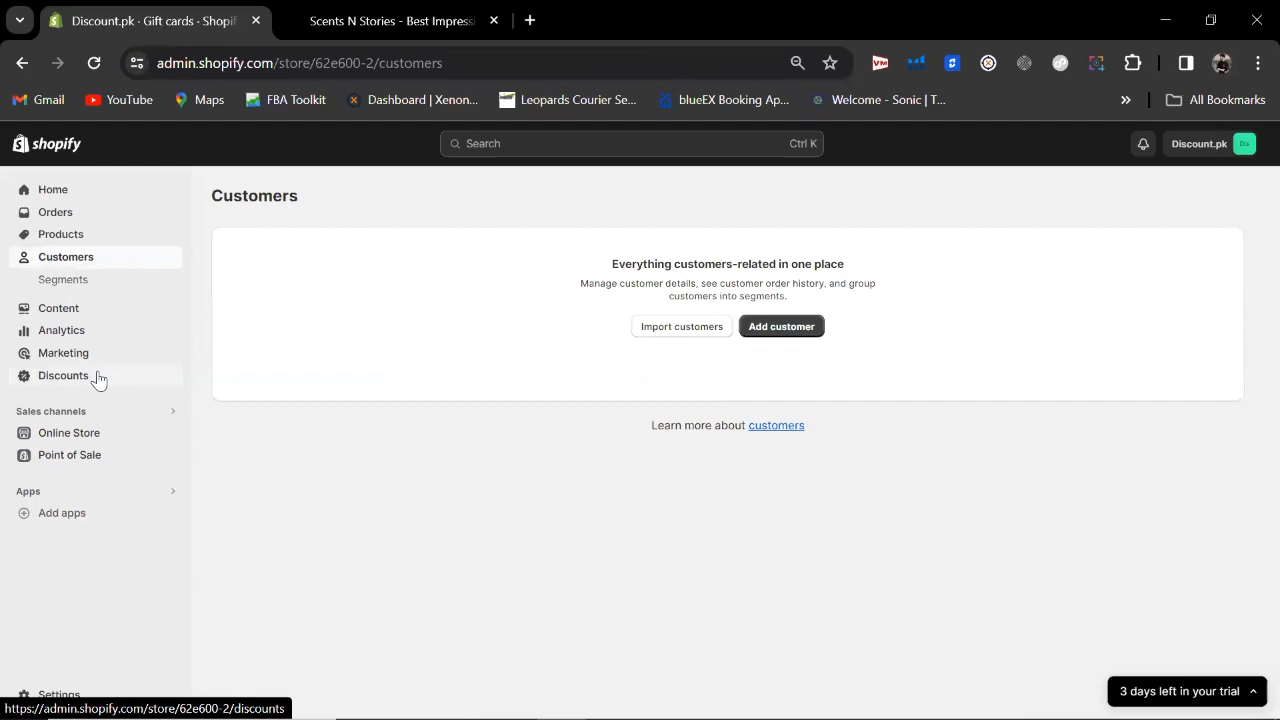 Discount.pk · Gift cards · Shopif
Scents N Stories - Best Impressi
admin.shopify.com/store/62e600-2/customers
VM
Gmail
YouTube
Maps
FBA Toolkit
Dashboard | Xenon...
Leopards Courier Se...
blueEX Booking Ap...
Welcome - Sonic | T...
All Bookmarks
shopify
Search
Ctrl K
Discount.pk
Dis
Home
Orders
Products
Customers
Segments
Content
Analytics
Marketing
Discounts
Sales channels
Online Store
Point of Sale
Apps
Add apps
Settings
Customers
Everything customers-related in one place
Manage customer details, see customer order history, and group
customers into segments.
Import customers
Add customer
Learn more about customers
3 days left in your trial
https://admin.shopify.com/store/62e600-2/discounts